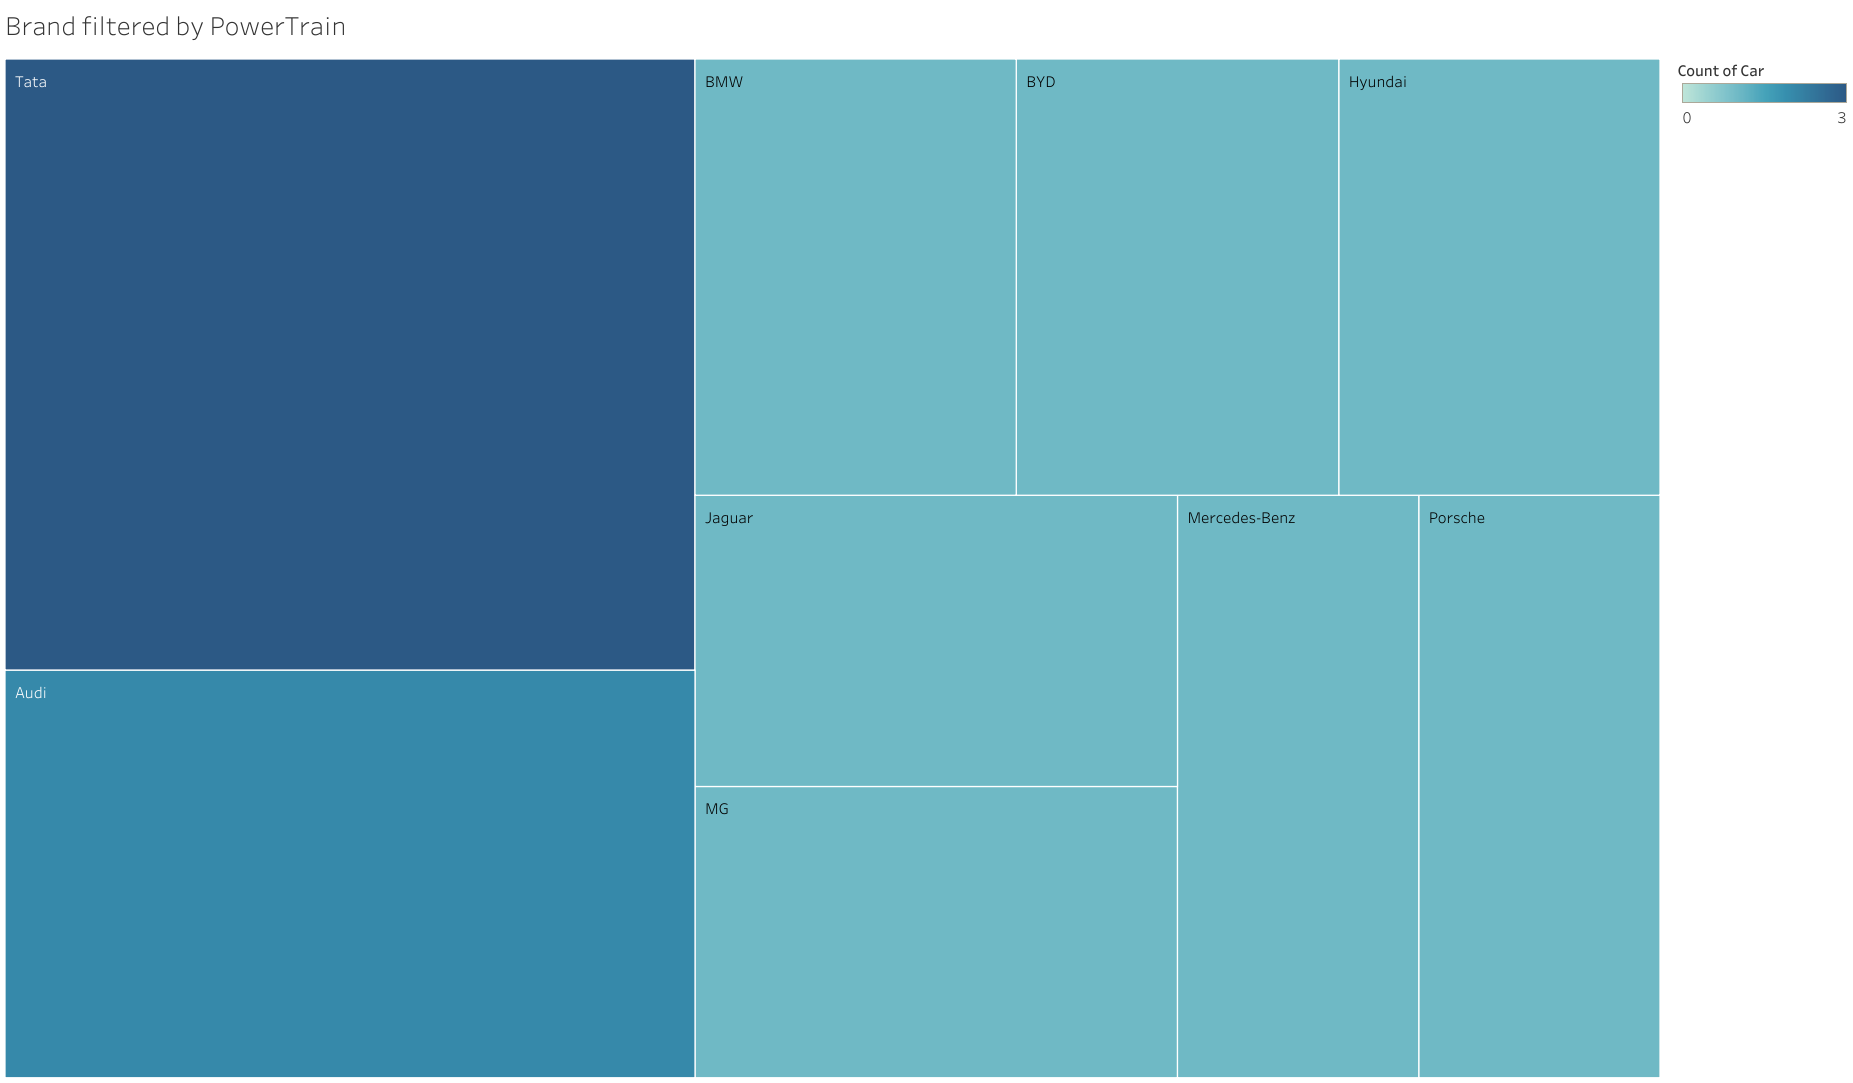 Brand filtered by PowerTrain
Tata
BMW
BYD
Hyundai
Count of Car
0
3
Jaguar
Mercedes-Benz
Porsche
Audi
MG